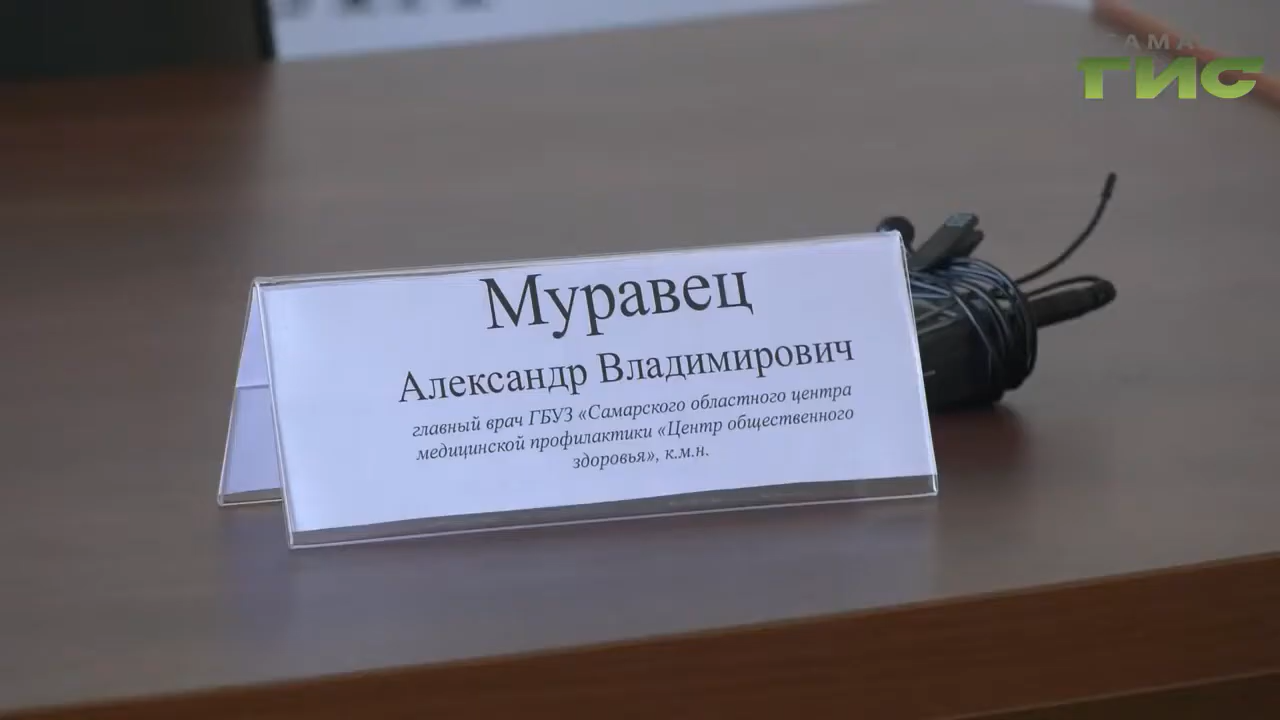 ГИС
Муравец
Александр Владимирович
главный врач ГБУЗ «Самарского областного центра
медицинской профилактики «Центр общественного
здоровья», к.м.н.